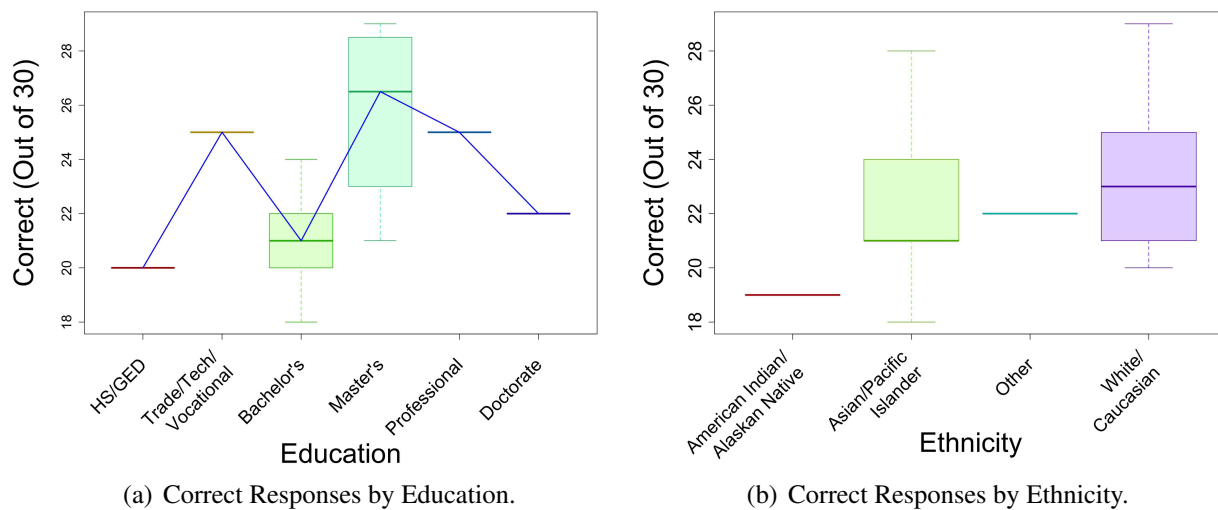 Correct (Out of 30)
28
26
24
22
20
18
HS/GED
Trade/Tech/
Vocational
Bachelor's
Master's
Professional
Doctorate
Education
(a) Correct Responses by Education.
Correct (Out of 30)
28
26
24
22
20
18
American Indian/
Alaskan Native
Asian/Pacific
Islander
Other
White/
Caucasian
Ethnicity
(b) Correct Responses by Ethnicity.